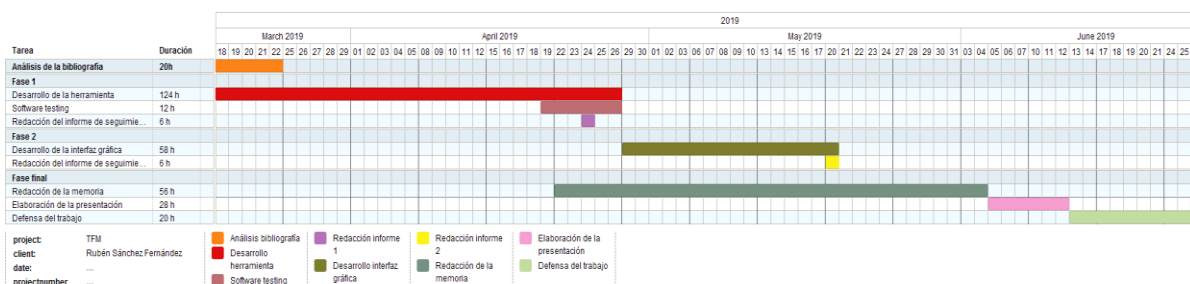 2019
March 2019 April 2019 May 2019 June 2019
Tarea Duración 18 19 20 21 22 25 26 27 28 29 01 02 03 04 05 08 09 10 11 12 15 16 17 18 19 22 23 24 25 26 29 30 01 02 03 06 07 08 09 10 13 14 15 16 17 20 21 22 23 24 27 28 29 30 31 03 04 05 06 07 10 11 12 13 14 17 18 19 20 21 24 25
Análisis de la bibliografía 20h
Fase 1
Desarrollo de la herramienta 124 h
Software testing 12 h
Redacción del informe de seguimie... 6 h
Fase 2
Desarrollo de la interfaz gráfica 58 h
Redacción del informe de seguimie... 6 h
Fase final
Redacción de la memoria 56 h
Elaboración de la presentación 28 h
Defensa del trabajo 20 h
project: TFM
client: Rubén Sánchez Fernández
date: ...
projectnumber ...
Análisis bibliografía
Desarrollo
herramienta
Software testing
Redacción informe
1
Desarrollo interfaz
gráfica
Redacción informe
2
Redacción de la
memoria
Elaboración de la
presentación
Defensa del trabajo